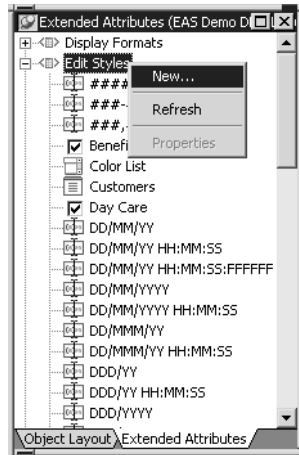 Extended Attributes (EAS Demo D
Display Formats
Edit Styles
New...
Refresh
Properties
####
###-
###,
Benefi
Color List
Customers
Day Care
DD/MM/YY
DD/MM/YY HH:MM:SS
DD/MM/YY HH:MM:SS:FFFFFF
DD/MM/YYYY
DD/MM/YYYY HH:MM:SS
DD/MMM/YY
DD/MMM/YY HH:MM:SS
DDD/YY
DDD/YY HH:MM:SS
DDD/YYYY
Object Layout Extended Attributes